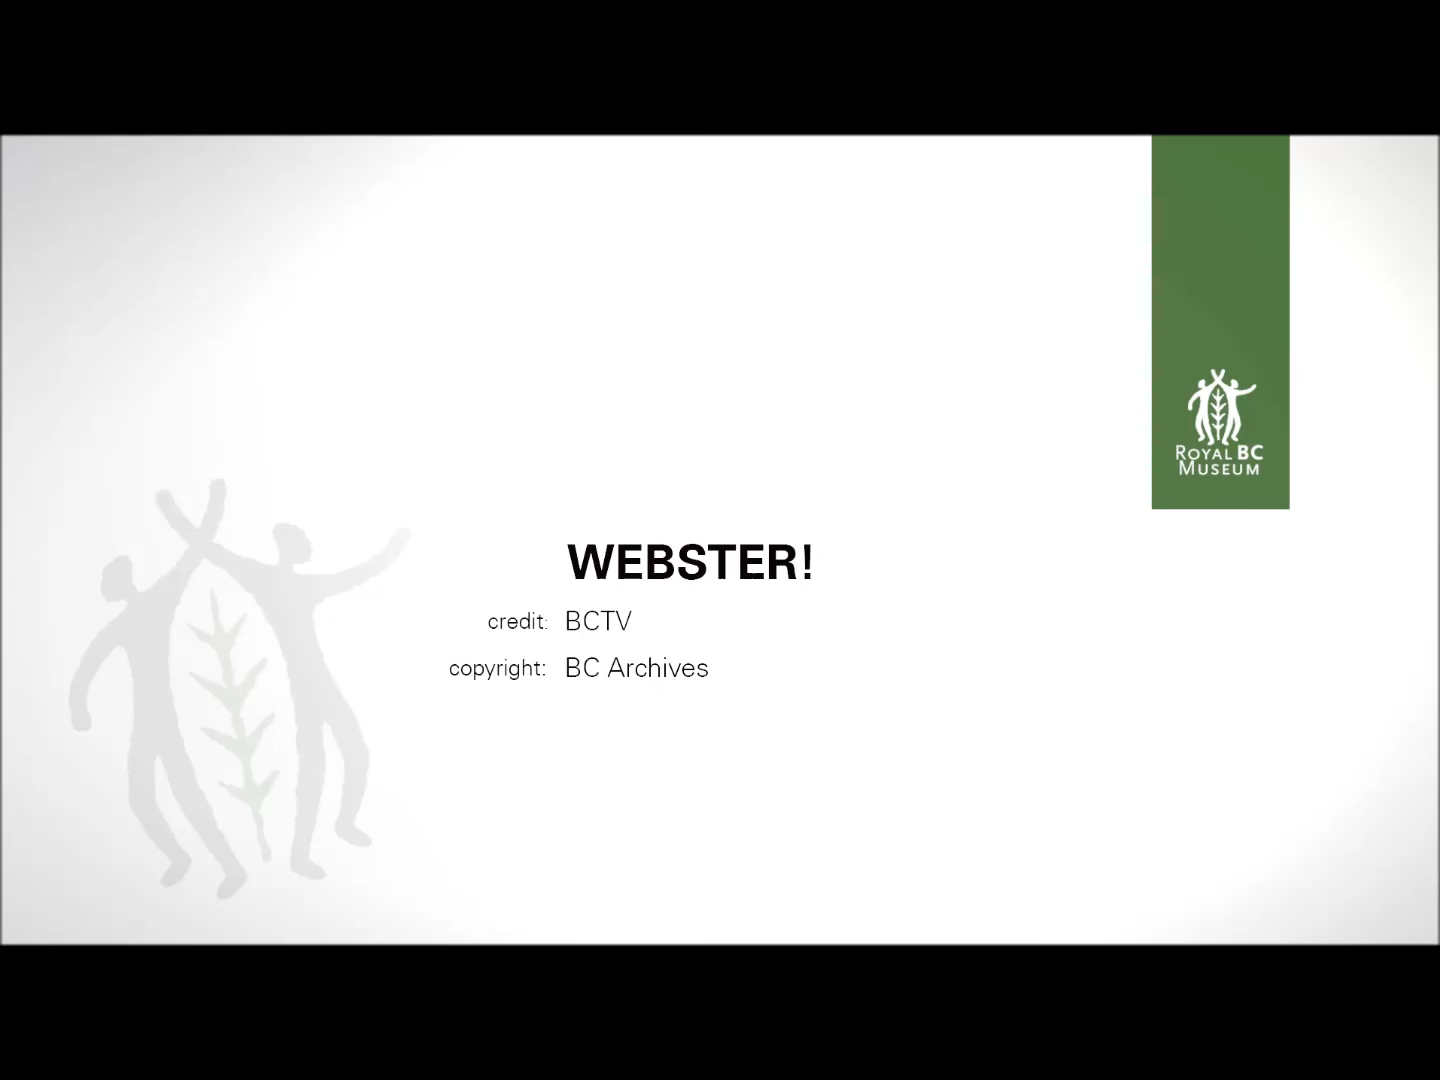 ROYAL BC
MUSEUM
WEBSTER!
credit: BCTV
copyright: BC Archives